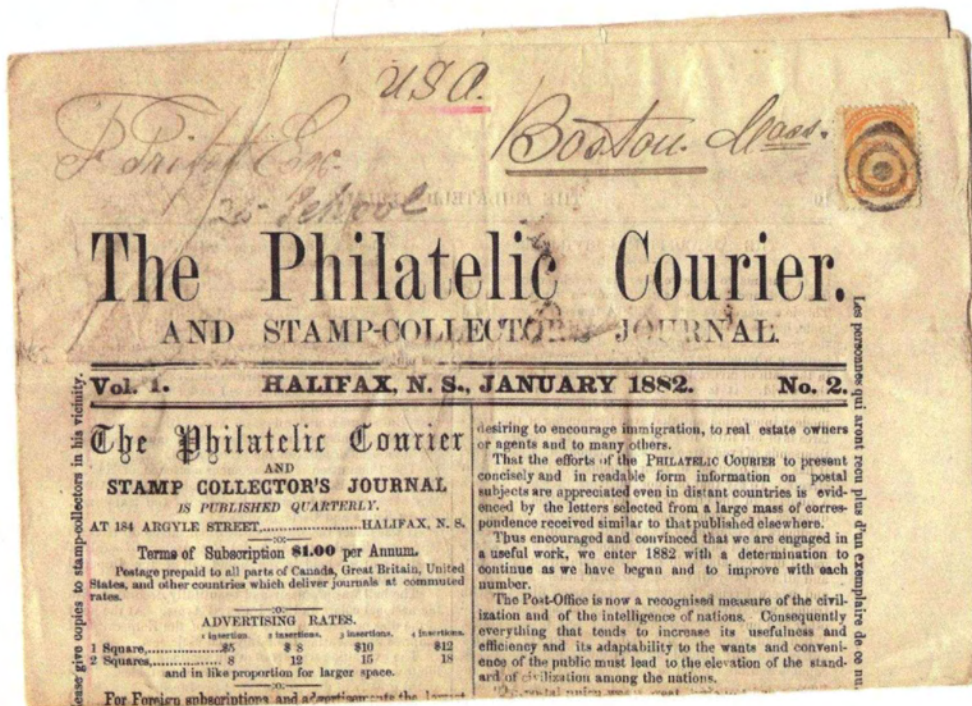 U.S.A.
Boston. Mass.
Esq.
25 School
The Philatelic Courier.
AND STAMP-COLLECTORS JOURNAL.
Vol. 1. HALIFAX, N. S., JANUARY 1882. No. 2.
The Philatelic Courier
AND
STAMP COLLECTOR'S JOURNAL
IS PUBLISHED QUARTERLY.
AT 184 ARGYLE STREET,..................HALIFAX, N. S.
Terms of Subscription $1.00 per Annum.
Postage prepaid to all parts of Canada, Great Britain, United
States, and other countries which deliver journals at commuted
rates.
ADVERTISING RATES.
1 insertion. 2 insertions. 3 insertions. 4 insertions.
1 Square,............... $5 $ 8 $10 $12
2 Squares,............. 8 12 15 18
and in like proportion for larger space.
For Foreign subscriptions and advertisements the
desiring to encourage immigration, to real estate owners
or agents and to many others.
That the efforts of the PHILATELIC COURIER to present
concisely and in readable form information on postal
subjects are appreciated even in distant countries is evid-
enced by the letters selected from a large mass of corres-
pondence received similar to that published elsewhere.
Thus encouraged and convinced that we are engaged in
a useful work, we enter 1882 with a determination to
continue as we have began and to improve with each
number.
The Post-Office is now a recognised measure of the civil-
ization and of the intelligence of nations. Consequently
everything that tends to increase its usefulness and
efficiency and its adaptability to the wants and conveni-
ence of the public must lead to the elevation of the stand-
ard of civilization among the nations.
ease give copies to stamp-collectors in his vicinity.
Les personnes qui aront recu plus d'un exemplaire de ce nu